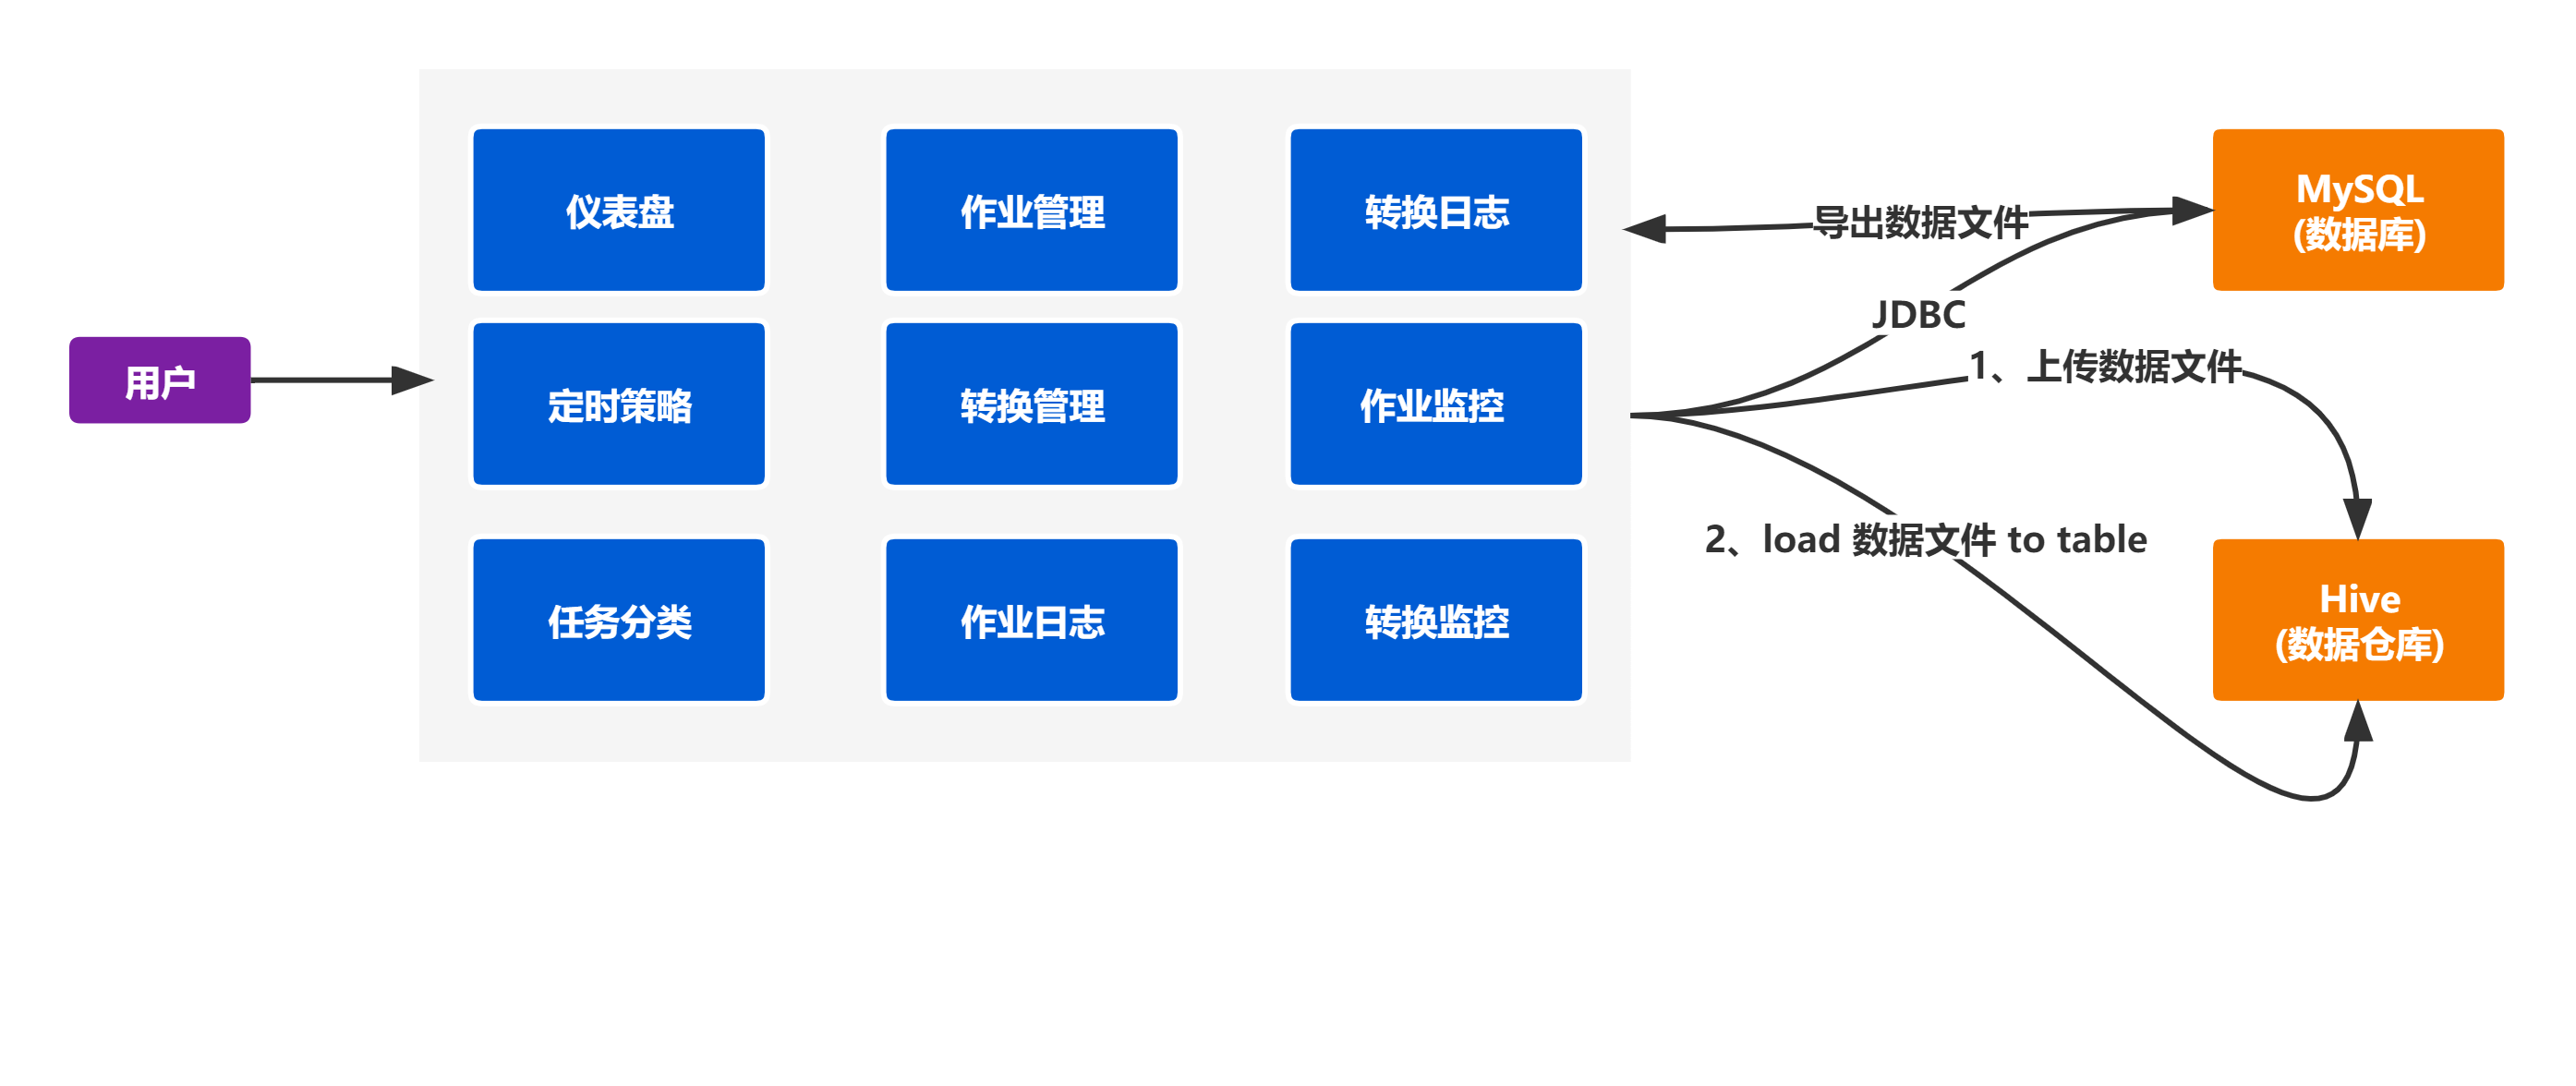 用户
仪表盘
作业管理
转换日志
定时策略
转换管理
作业监控
任务分类
作业日志
转换监控
导出数据文件
JDBC
1、上传数据文件
2、load 数据文件 to table
MySQL
(数据库)
Hive
(数据仓库)